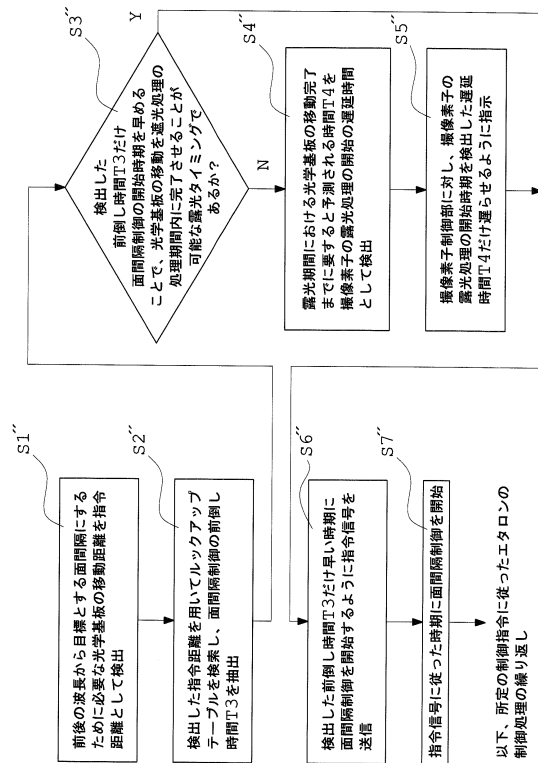 S1″
前後の波長から目標とする面間隔にする
ために必要な光学基板の移動距離を指令
距離として検出
S2″
検出した指令距離を用いてルックアップ
テーブルを検索し、面間隔制御の前倒し
時間T3を抽出
S3″
検出した
前倒し時間T3だけ
面間隔制御の開始時期を早める
ことで、光学基板の移動を遮光処理の
処理期間内に完了させることが
可能な露光タイミングで
あるか?
Y
N
S4″
露光期間における光学基板の移動完了
までに要すると予測される時間T4を
撮像素子の露光処理の開始の遅延時間
として検出
S5″
撮像素子制御部に対し、撮像素子の
露光処理の開始時期を検出した遅延
時間T4だけ遅らせるように指示
S6″
検出した前倒し時間T3だけ早い時期に
面間隔制御を開始するように指令信号を
送信
S7″
指令信号に従った時期に面間隔制御を開始
以下、所定の制御指令に従ったエタロンの
制御処理の繰り返し